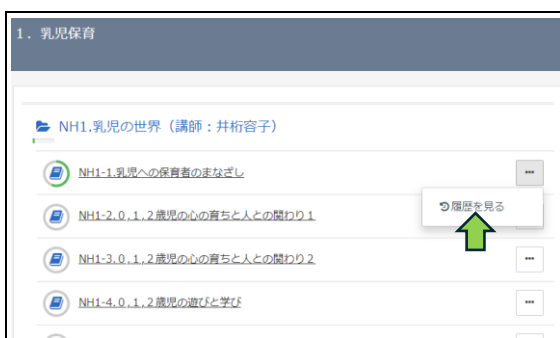 1．乳児保育
NH1.乳児の世界（講師：井桁容子）
NH1-1.乳児への保育者のまなざし
履歴を見る
NH1-2.0,1,2歳児の心の育ちと人との関わり1
NH1-3.0,1,2歳児の心の育ちと人との関わり2
NH1-4.0,1,2歳児の遊びと学び